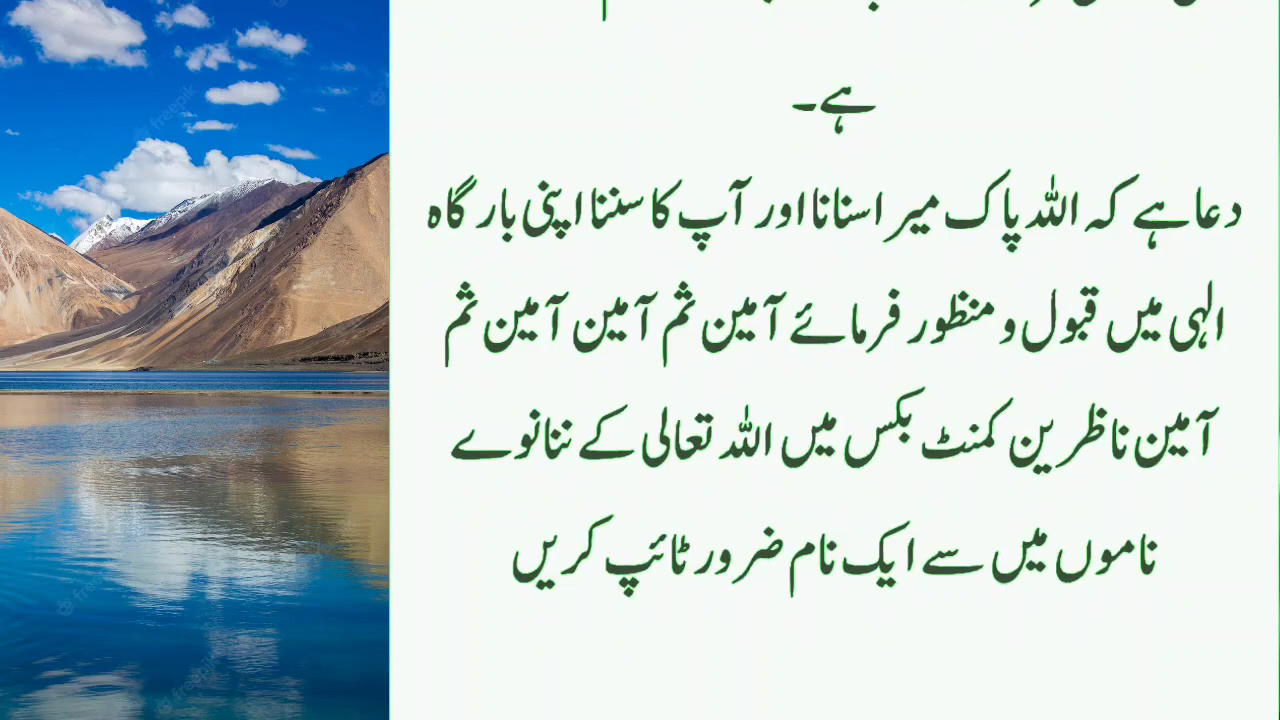 ہے۔
دعا ہے کہ اللہ پاک میرا سنانا اور آپ کا سننا اپنی بارگاہ
الٰہی میں قبول و منظور فرمائے آمین ثم آمین آمین ثم
آمین ناظرین کمنٹ بکس میں اللہ تعالی کے ننانوے
ناموں میں سے ایک نام ضرور ٹائپ کریں